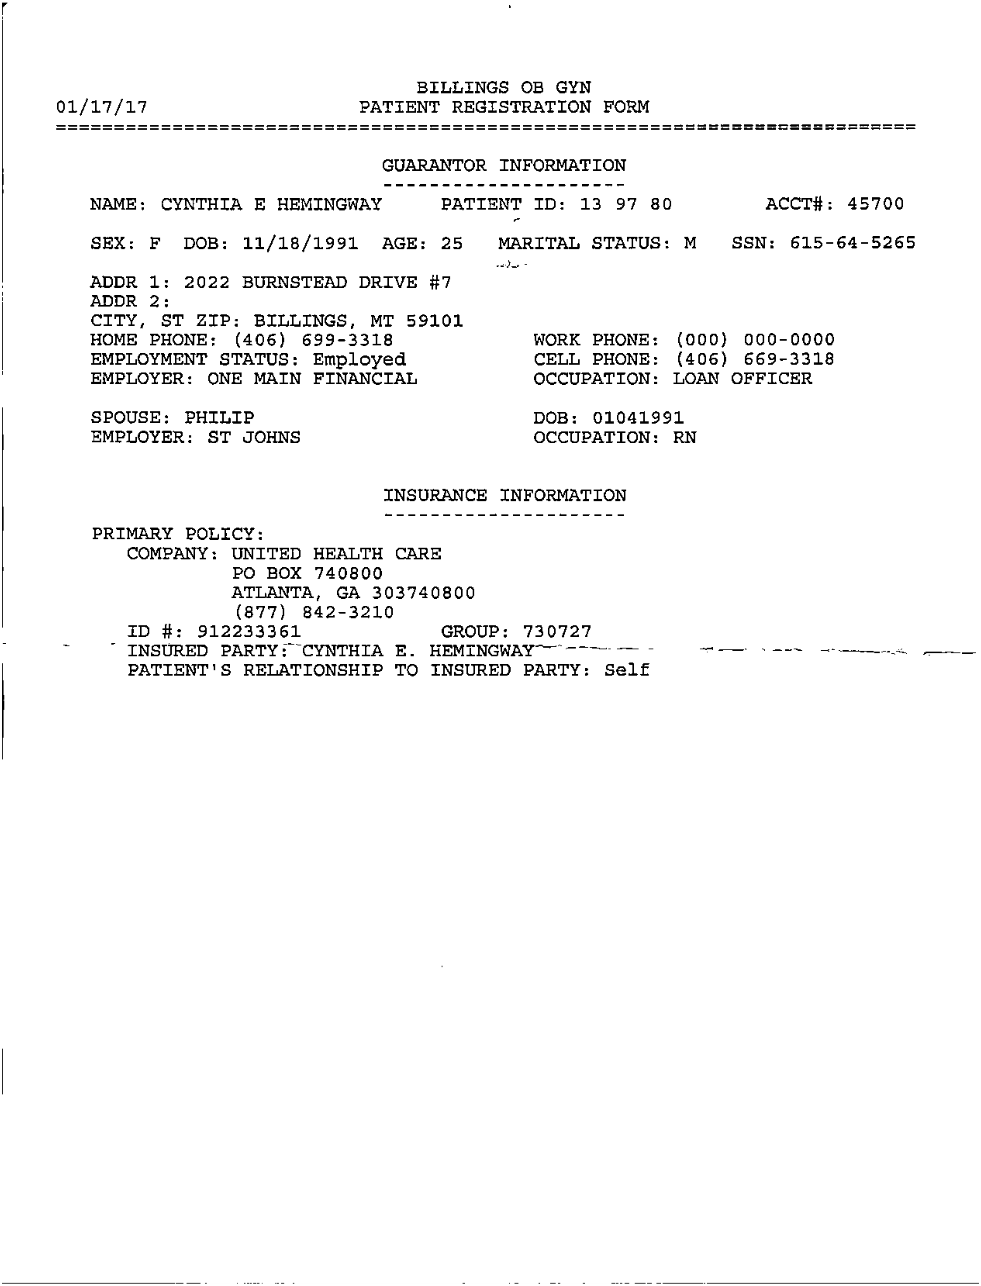 BILLINGS OB GYN
01/17/17 PATIENT REGISTRATION FORM
==========================================================================
GUARANTOR INFORMATION
---------------------
NAME: CYNTHIA E HEMINGWAY PATIENT ID: 13 97 80 ACCT#: 45700
SEX: F DOB: 11/18/1991 AGE: 25 MARITAL STATUS: M SSN: 615-64-5265
ADDR 1: 2022 BURNSTEAD DRIVE #7
ADDR 2:
CITY, ST ZIP: BILLINGS, MT 59101
HOME PHONE: (406) 699-3318 WORK PHONE: (000) 000-0000
EMPLOYMENT STATUS: Employed CELL PHONE: (406) 669-3318
EMPLOYER: ONE MAIN FINANCIAL OCCUPATION: LOAN OFFICER
SPOUSE: PHILIP DOB: 01041991
EMPLOYER: ST JOHNS OCCUPATION: RN
INSURANCE INFORMATION
---------------------
PRIMARY POLICY:
COMPANY: UNITED HEALTH CARE
PO BOX 740800
ATLANTA, GA 303740800
(877) 842-3210
ID #: 912233361 GROUP: 730727
INSURED PARTY: CYNTHIA E. HEMINGWAY
PATIENT'S RELATIONSHIP TO INSURED PARTY: Self